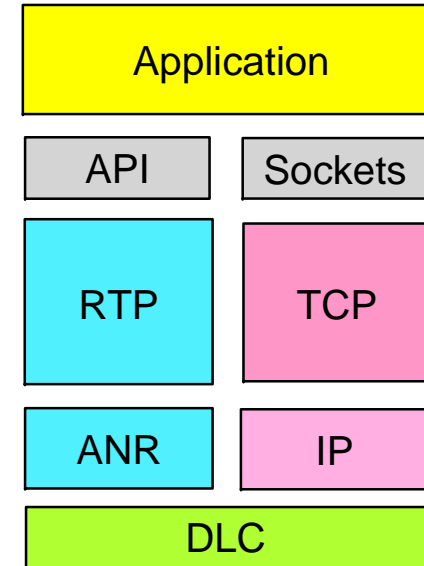 Application
API
Sockets
RTP
TCP
ANR
IP
DLC